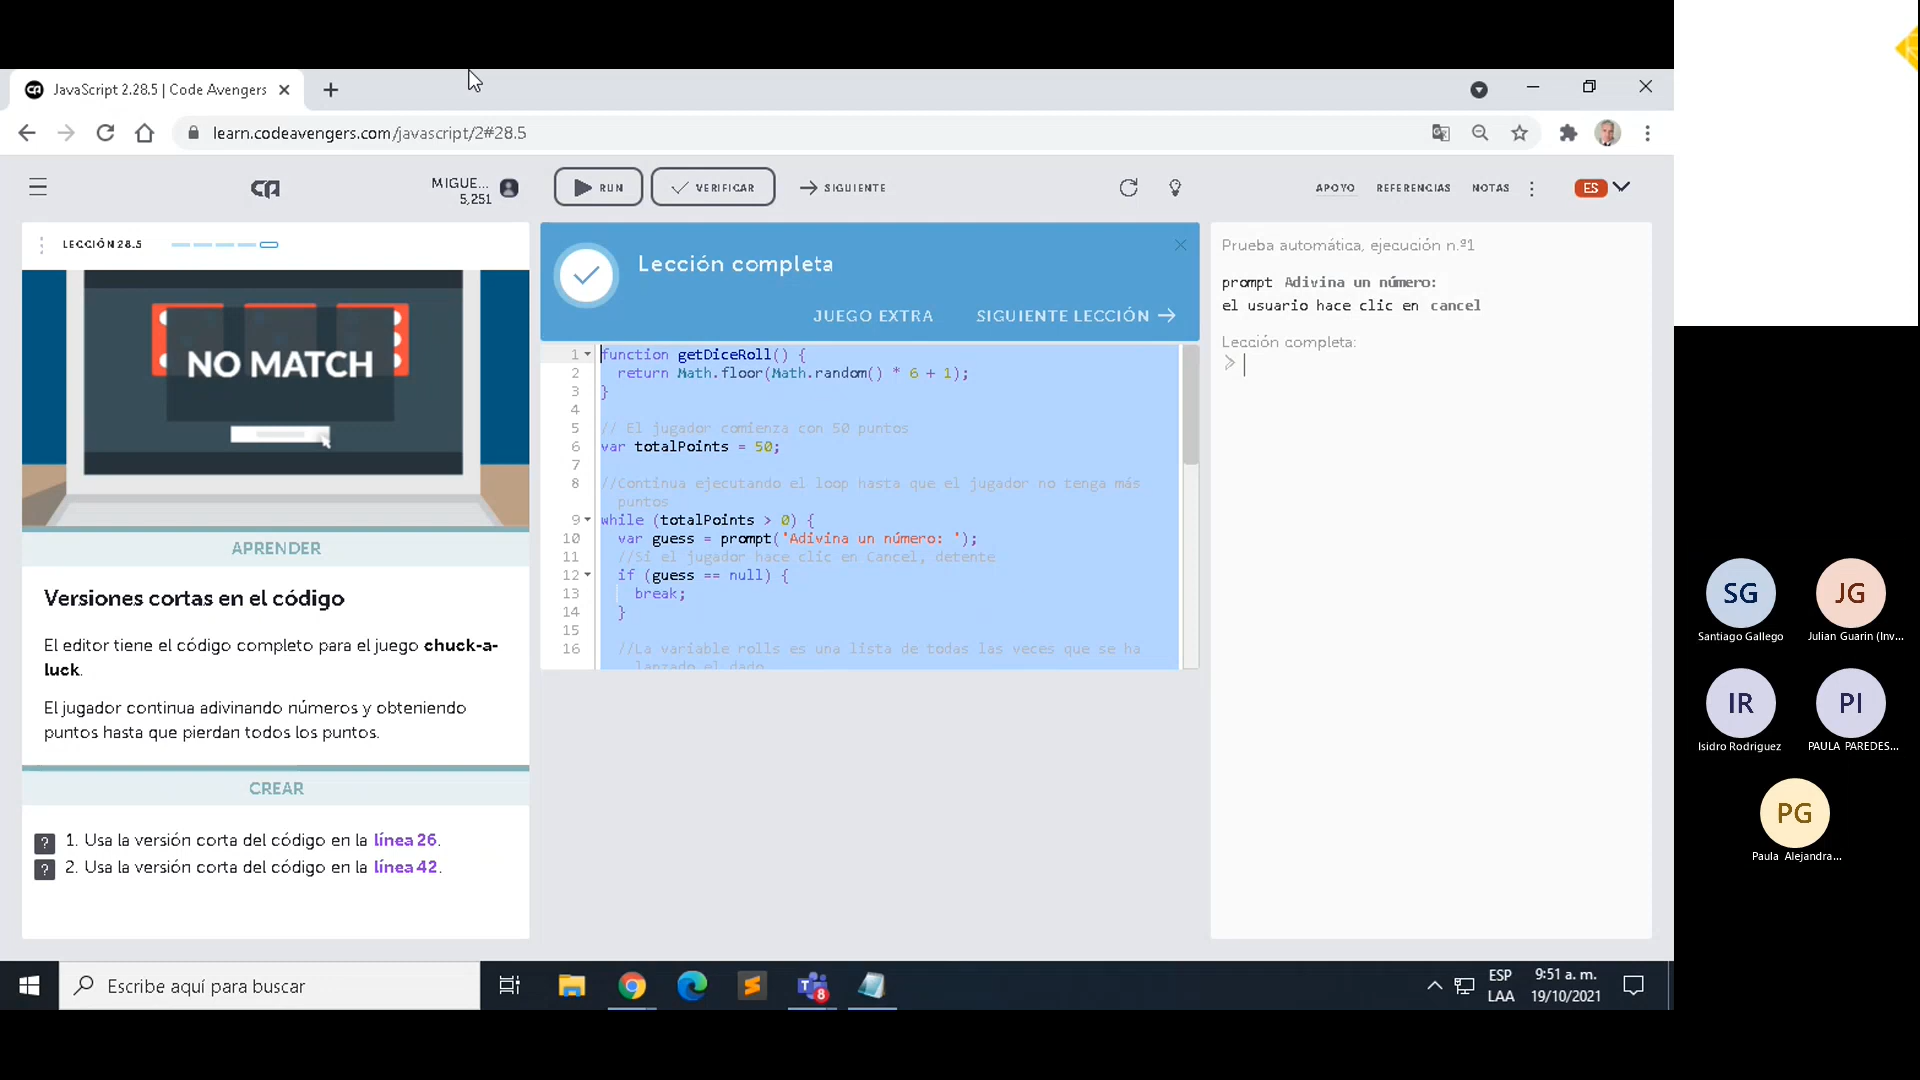 JavaScript 2.28.5 | Code Avengers
learn.codeavengers.com/javascript/2#28.5
MIGUE...
5,251
RUN
VERIFICAR
SIGUIENTE
APOYO
REFERENCIAS
NOTAS
ES
LECCIÓN 28.5
NO MATCH
APRENDER
Versiones cortas en el código
El editor tiene el código completo para el juego chuck-a-
luck.
El jugador continua adivinando números y obteniendo
puntos hasta que pierdan todos los puntos.
CREAR
? 1. Usa la versión corta del código en la línea 26.
? 2. Usa la versión corta del código en la línea 42.
Lección completa
JUEGO EXTRA
SIGUIENTE LECCIÓN
1 function getDiceRoll() {
2 return Math.floor(Math.random() * 6 + 1);
3 }
4
5 // El jugador comienza con 50 puntos
6 var totalPoints = 50;
7
8 //Continua ejecutando el loop hasta que el jugador no tenga más
puntos
9 while (totalPoints > 0) {
10 var guess = prompt('Adivina un número: ');
11 //Si el jugador hace clic en Cancel, detente
12 if (guess == null) {
13 break;
14 }
15
16 //La variable rolls es una lista de todas las veces que se ha
lanzado el dado
Prueba automática, ejecución n.º1
prompt Adivina un número:
el usuario hace clic en cancel
Lección completa:
>
SG
Santiago Gallego
JG
Julian Guarin (Inv...
IR
Isidro Rodriguez
PI
PAULA PAREDES...
PG
Paula Alejandra...
Escribe aquí para buscar
8
ESP
LAA
9:51 a. m.
19/10/2021